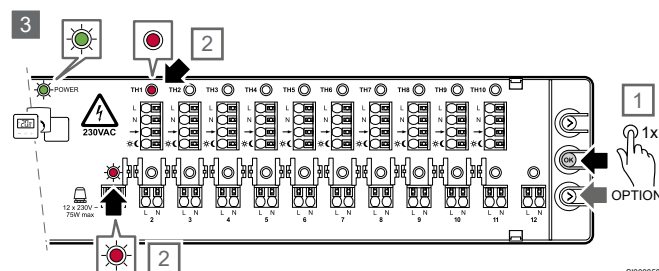 3
2
POWER
TH1 TH2 TH3 TH4 TH5 TH6 TH7 TH8 TH9 TH10
L
N
230VAC
1
1x
OK
OPTION
12 x 230V ~
75W max
L N L N L N L N L N L N L N L N L N L N L N
2 3 4 5 6 7 8 9 10 11 12
2